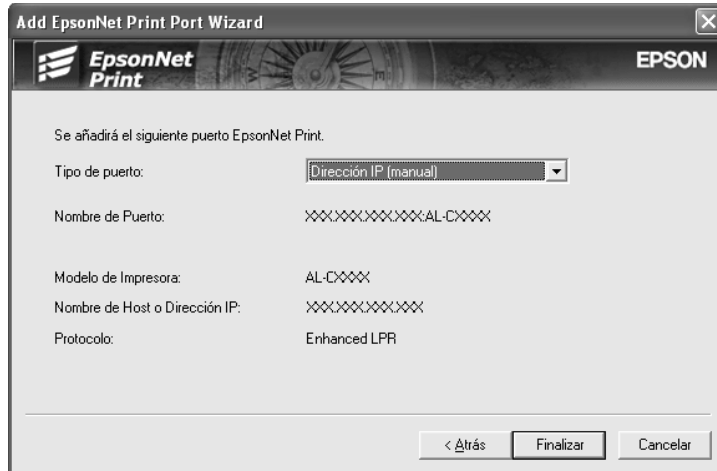 Add EpsonNet Print Port Wizard
EpsonNet
Print
EPSON
Se añadirá el siguiente puerto EpsonNet Print.
Tipo de puerto: Dirección IP (manual)
Nombre de Puerto: XXX.XXX.XXX.XXX:AL-CXXXX
Modelo de Impresora: AL-CXXXX
Nombre de Host o Dirección IP: XXX.XXX.XXX.XXX
Protocolo: Enhanced LPR
< Atrás Finalizar Cancelar